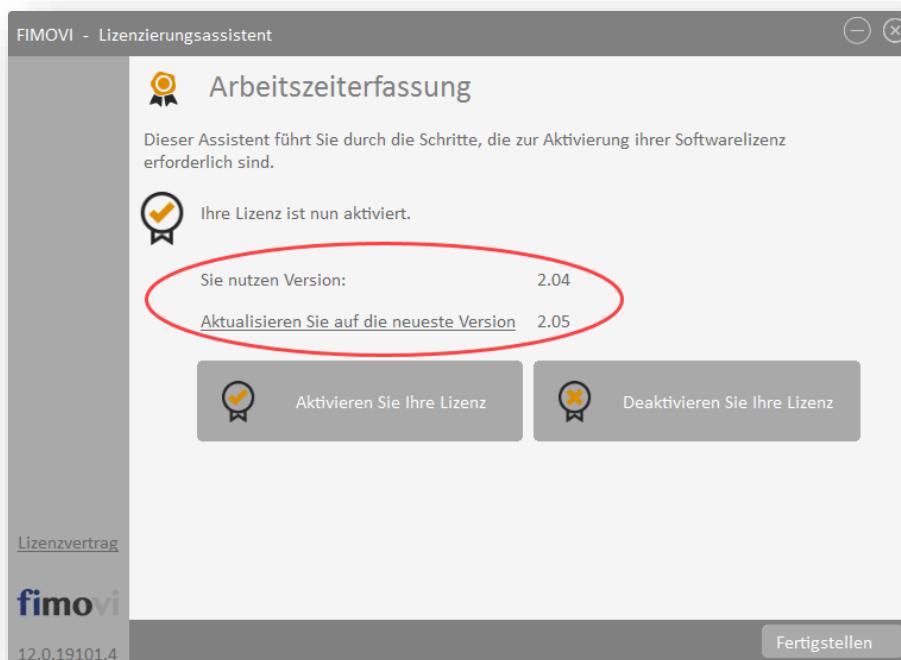 FIMOVI - Lizenzierungsassistent
Arbeitszeiterfassung
Dieser Assistent führt Sie durch die Schritte, die zur Aktivierung ihrer Softwarelizenz
erforderlich sind.
Ihre Lizenz ist nun aktiviert.
Sie nutzen Version: 2.04
Aktualisieren Sie auf die neueste Version 2.05
Aktivieren Sie Ihre Lizenz
Deaktivieren Sie Ihre Lizenz
Lizenzvertrag
fimovi
12.0.19101.4
Fertigstellen